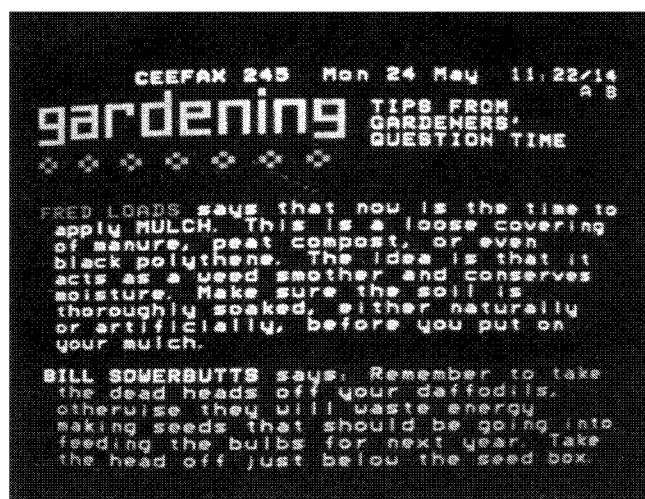 CEEFAX 245 Mon 24 May 11:22/14
A B
gardening
TIPS FROM
GARDENERS'
QUESTION TIME
FRED LOADS says that now is the time to
apply MULCH. This is a loose covering
of manure, peat compost, or even
black polythene. The idea is that it
acts as a weed smother and conserves
moisture. Make sure the soil is
thoroughly soaked, either naturally
or artificially, before you put on
your mulch.
BILL SOWERBUTTS says: Remember to take
the dead heads off your daffodils,
otherwise they will waste energy
making seeds that should be going into
feeding the bulbs for next year. Take
the head off just below the seed box.